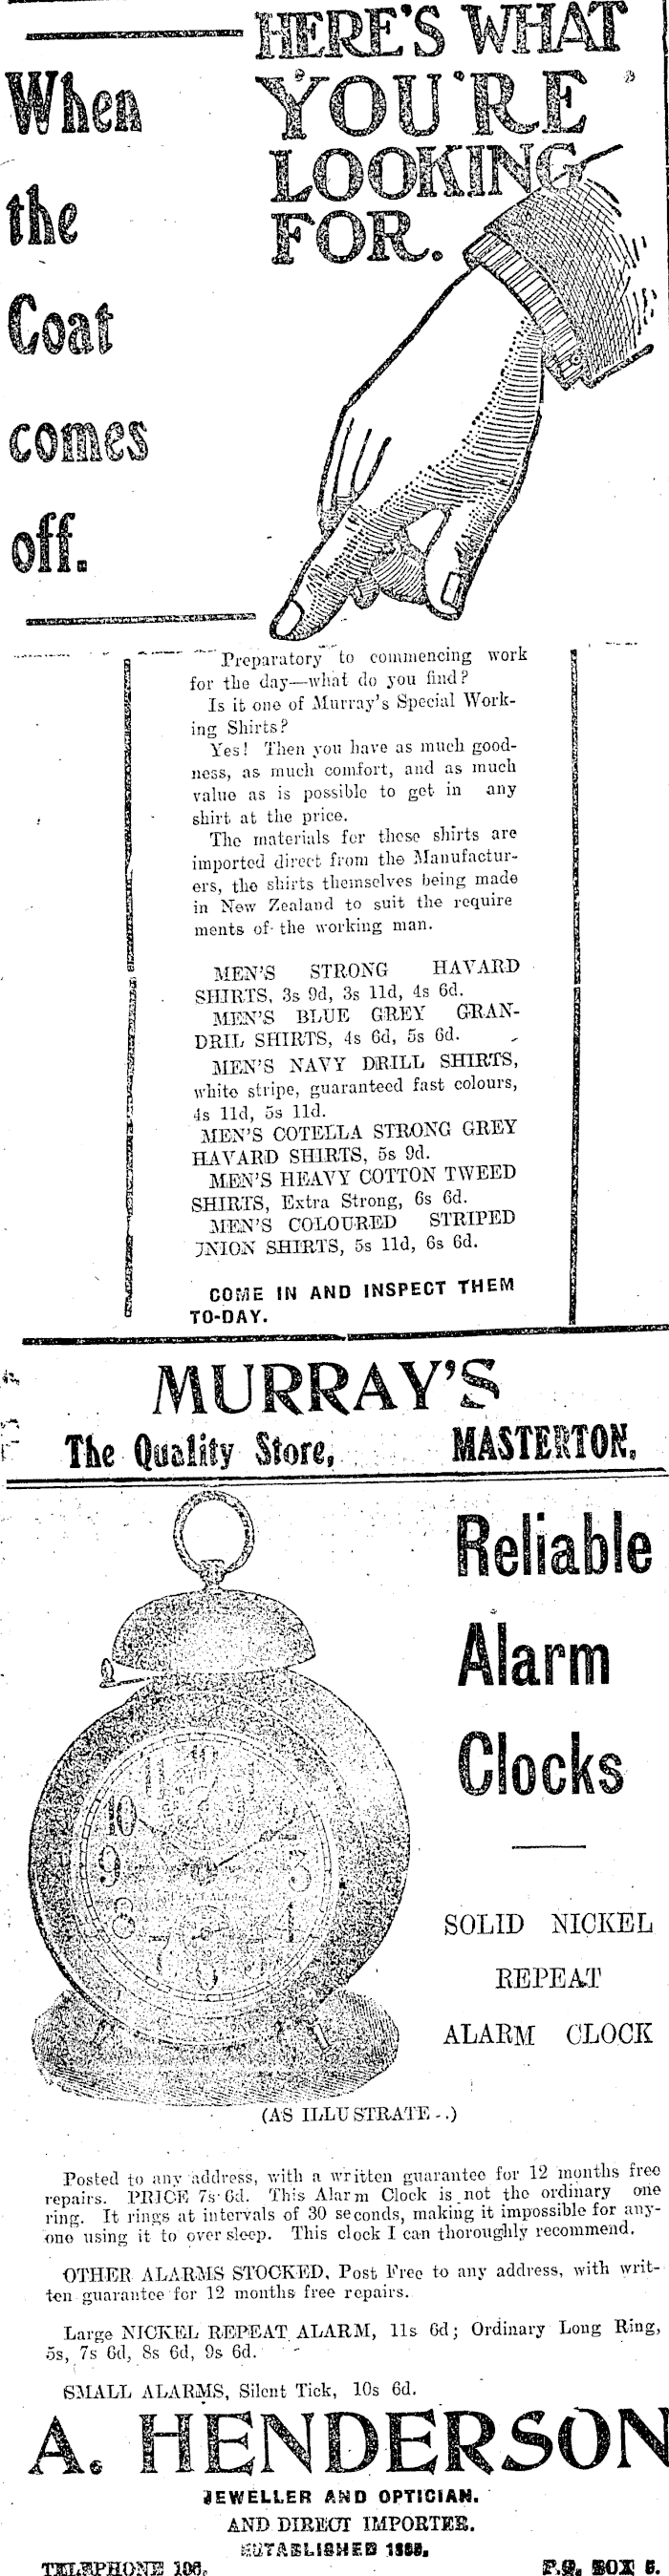 HERE'S WHAT
YOU'RE
LOOKING
FOR.
When
the
Coat
comes
off.
Preparatory to commencing work
for the day—what do you find?
Is it one of Murray's Special Work-
ing Shirts?
Yes! Then you have as much good-
ness, as much comfort, and as much
value as is possible to get in any
shirt at the price.
The materials for these shirts are
imported direct from the Manufactur-
ers, the shirts themselves being made
in New Zealand to suit the require
ments of the working man.
MEN'S STRONG HAVARD
SHIRTS, 3s 9d, 3s 11d, 4s 6d.
MEN'S BLUE GREY GRAN-
DRIL SHIRTS, 4s 6d, 5s 6d.
MEN'S NAVY DRILL SHIRTS,
white stripe, guaranteed fast colours,
4s 11d, 5s 11d.
MEN'S COTELLA STRONG GREY
HAVARD SHIRTS, 5s 9d.
MEN'S HEAVY COTTON TWEED
SHIRTS, Extra Strong, 6s 6d.
MEN'S COLOURED STRIPED
UNION SHIRTS, 5s 11d, 6s 6d.
COME IN AND INSPECT THEM
TO-DAY.
MURRAY'S
The Quality Store, MASTERTON.
Reliable
Alarm
Clocks
11 12
10
9 3
8 4
7 6 5
SOLID NICKEL
REPEAT
ALARM CLOCK
(AS ILLUSTRATE..)
Posted to any address, with a written guarantee for 12 months free
repairs. PRICE 7s 6d. This Alarm Clock is not the ordinary one
ring. It rings at intervals of 30 seconds, making it impossible for any-
one using it to over sleep. This clock I can thoroughly recommend.
OTHER ALARMS STOCKED, Post Free to any address, with writ-
ten guarantee for 12 months free repairs.
Large NICKEL REPEAT ALARM, 11s 6d; Ordinary Long Ring,
5s, 7s 6d, 8s 6d, 9s 6d.
SMALL ALARMS, Silent Tick, 10s 6d.
A. HENDERSON
JEWELLER AND OPTICIAN.
AND DIRECT IMPORTER.
ESTABLISHED
TELEPHONE 106. P.O. BOX 5.